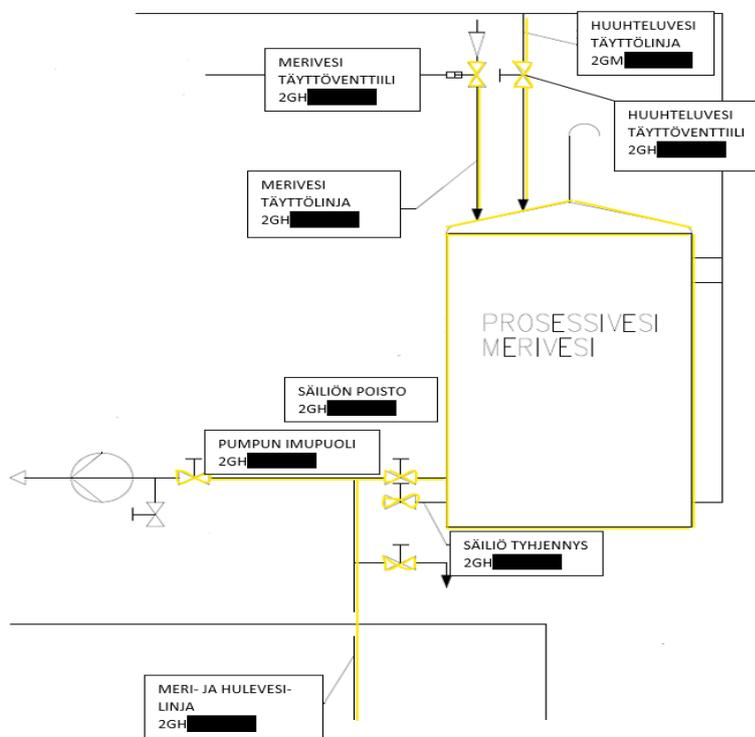 HUUHTELUVESI
TÄYTTÖLINJA
2GM
MERIVESI
TÄYTTÖVENTTIILI
2GH
HUUHTELUVESI
TÄYTTÖVENTTIILI
2GH
MERIVESI
TÄYTTÖLINJA
2GH
PROSESSIVESI
MERIVESI
SÄILIÖN POISTO
2GH
PUMPUN IMUPUOLI
2GH
SÄILIÖ TYHJENNYS
2GH
MERI- JA HULEVESI-
LINJA
2GH